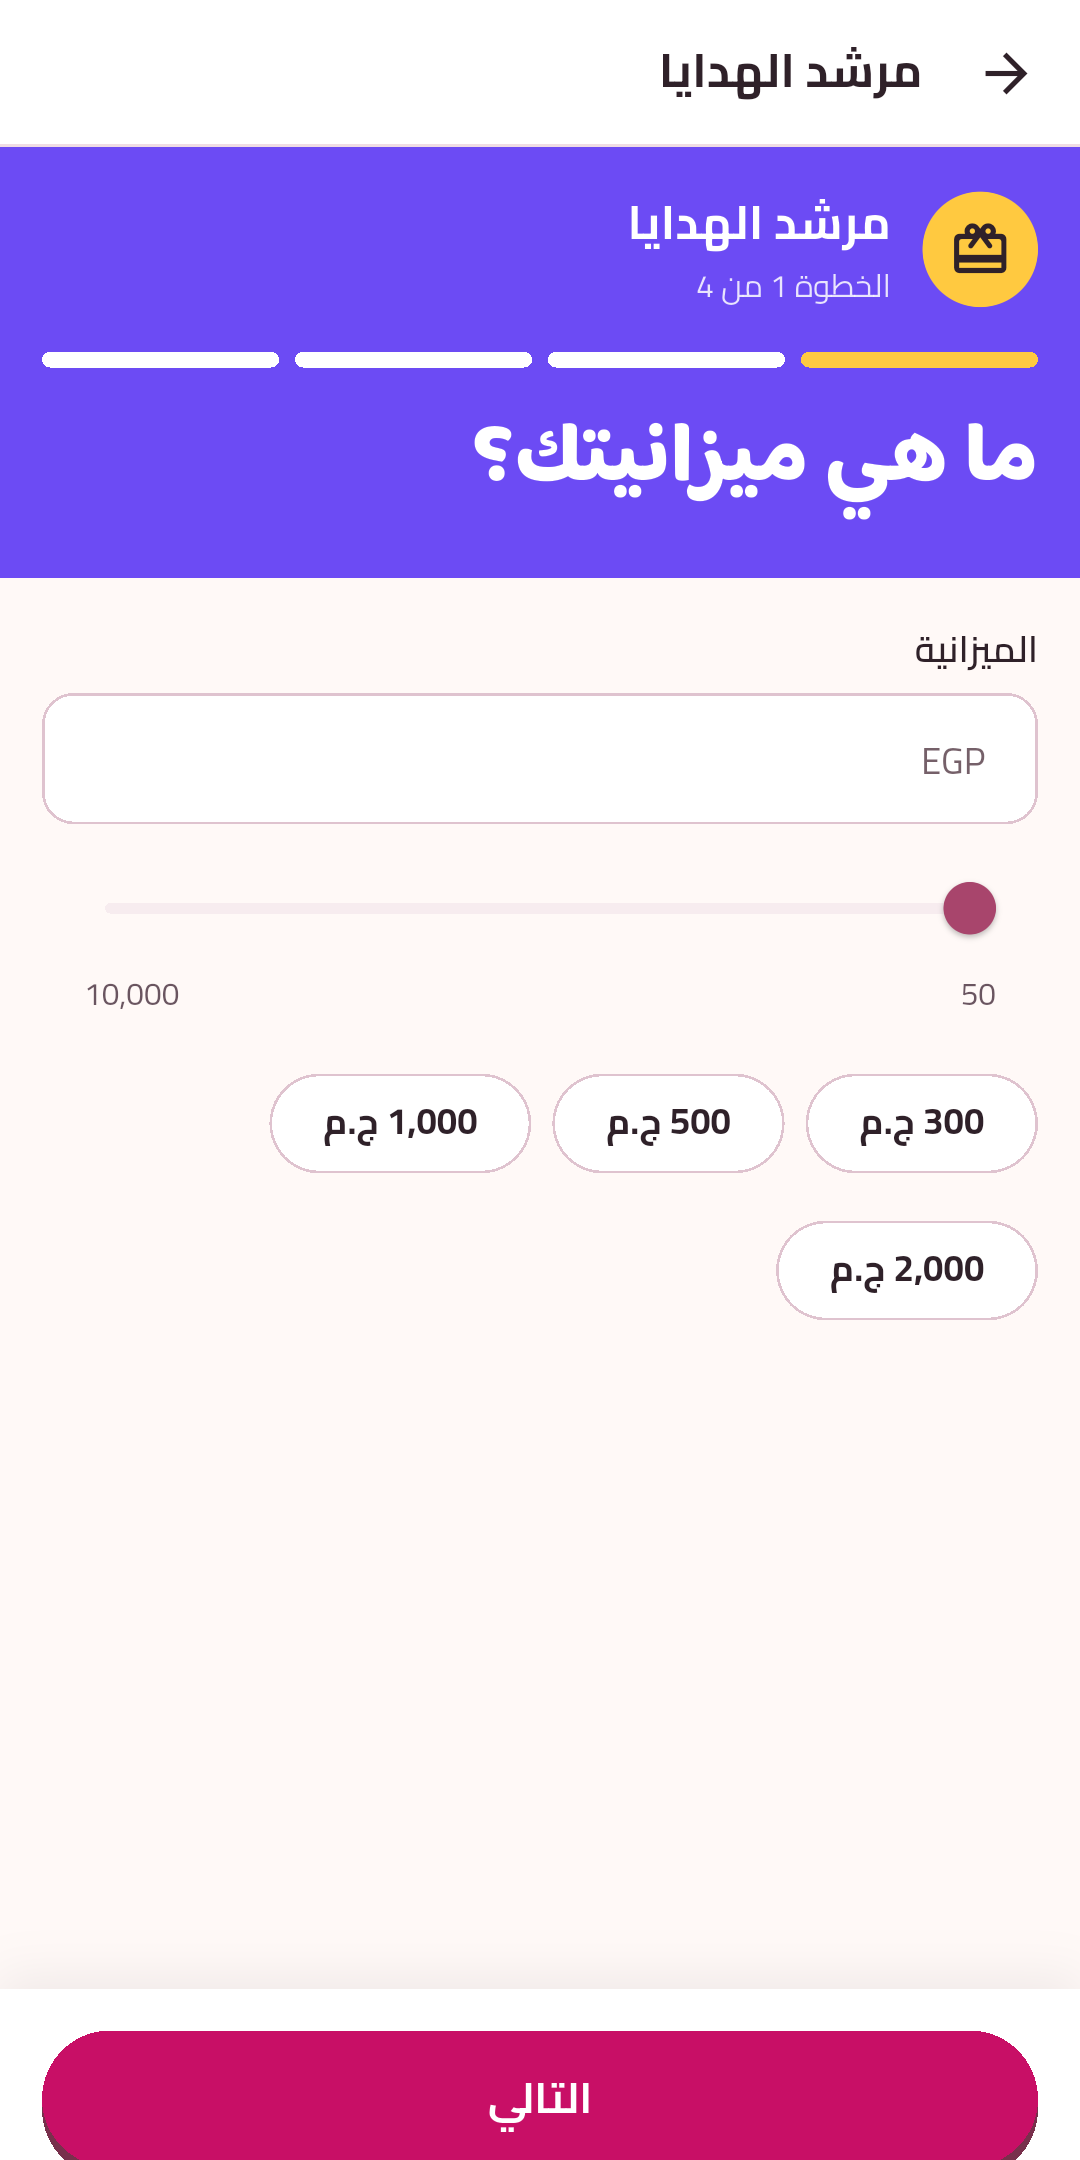 مرشد الهدايا
مرشد الهدايا
الخطوة 1 من 4
ما هي ميزانيتك؟
الميزانية
EGP
50
10,000
300 ج.م
500 ج.م
1,000 ج.م
2,000 ج.م
التالي